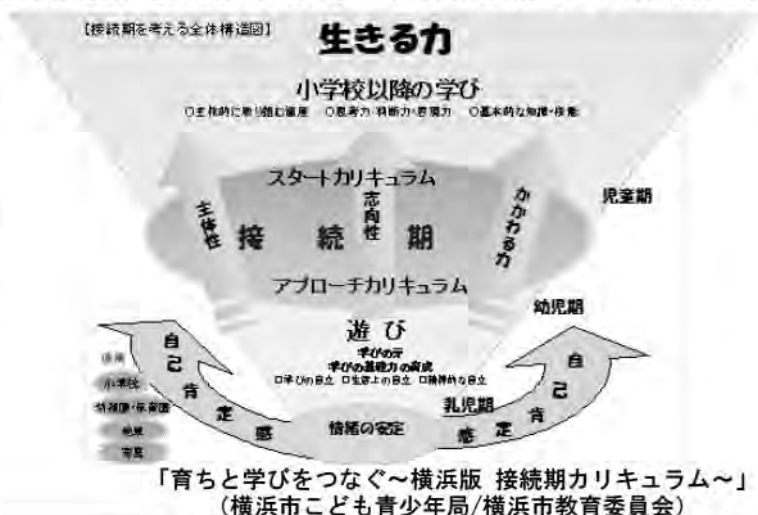 【接続期を考える全体構造図】
生きる力
小学校以降の学び
○主体的に取り組む態度 ○思考力・判断力・表現力 ○基本的な知識・技能
スタートカリキュラム
主体性
志向性
かかわる力
児童期
接続期
アプローチカリキュラム
幼児期
遊び
学びの芽
学びの基礎力の育成
□学びの自立 □生活上の自立 □精神的な自立
自己肯定感
自己肯定感
小学校
幼稚園・保育園
地域
家庭
乳児期
情緒の安定
「育ちと学びをつなぐ~横浜版 接続期カリキュラム~」
(横浜市こども青少年局/横浜市教育委員会)